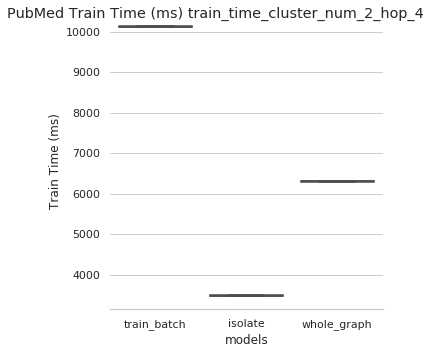 PubMed Train Time (ms) train_time_cluster_num_2_hop_4
10000
9000
8000
7000
6000
5000
4000
Train Time (ms)
train_batch isolate whole_graph
models